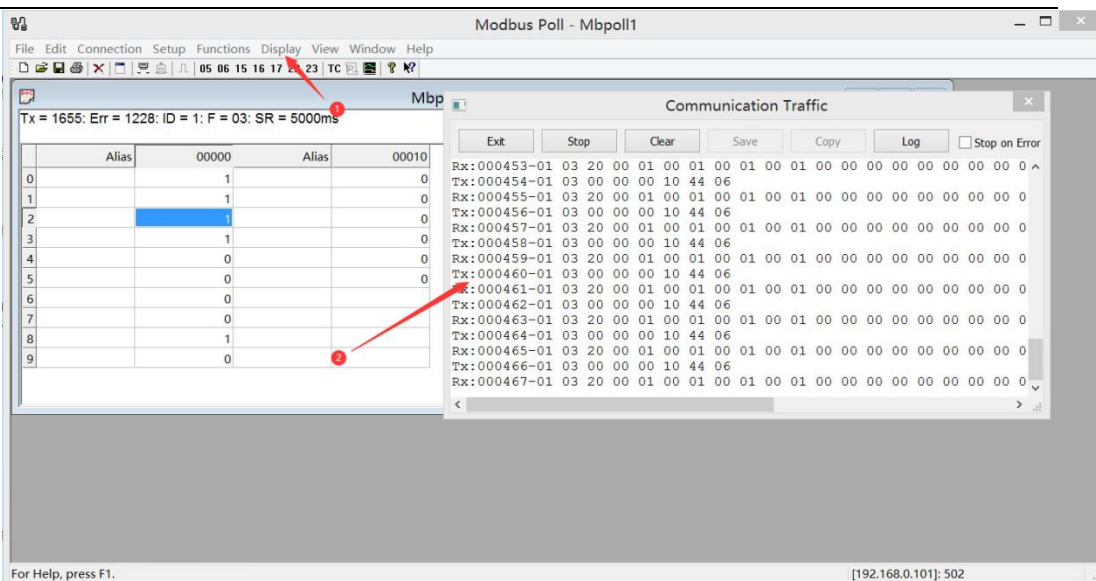 Modbus Poll - Mbpoll1
File Edit Connection Setup Functions Display View Window Help
05 06 15 16 17 22 23 TC
1
Mbp
Tx = 1655: Err = 1228: ID = 1: F = 03: SR = 5000ms
Alias 00000 Alias 00010
0 1 0
1 1 0
2 1 0
3 1 0
4 0 0
5 0 0
6 0
7 0
8 1
9 0
2
Communication Traffic
Exit Stop Clear Save Copy Log Stop on Error
Rx:000453-01 03 20 00 01 00 01 00 01 00 01 00 00 00 00 00 00 00 0
Tx:000454-01 03 00 00 00 10 44 06
Rx:000455-01 03 20 00 01 00 01 00 01 00 01 00 00 00 00 00 00 00 0
Tx:000456-01 03 00 00 00 10 44 06
Rx:000457-01 03 20 00 01 00 01 00 01 00 01 00 00 00 00 00 00 00 0
Tx:000458-01 03 00 00 00 10 44 06
Rx:000459-01 03 20 00 01 00 01 00 01 00 01 00 00 00 00 00 00 00 0
Tx:000460-01 03 00 00 00 10 44 06
Rx:000461-01 03 20 00 01 00 01 00 01 00 01 00 00 00 00 00 00 00 0
Tx:000462-01 03 00 00 00 10 44 06
Rx:000463-01 03 20 00 01 00 01 00 01 00 01 00 00 00 00 00 00 00 0
Tx:000464-01 03 00 00 00 10 44 06
Rx:000465-01 03 20 00 01 00 01 00 01 00 01 00 00 00 00 00 00 00 0
Tx:000466-01 03 00 00 00 10 44 06
Rx:000467-01 03 20 00 01 00 01 00 01 00 01 00 00 00 00 00 00 00 0
For Help, press F1. [192.168.0.101]: 502